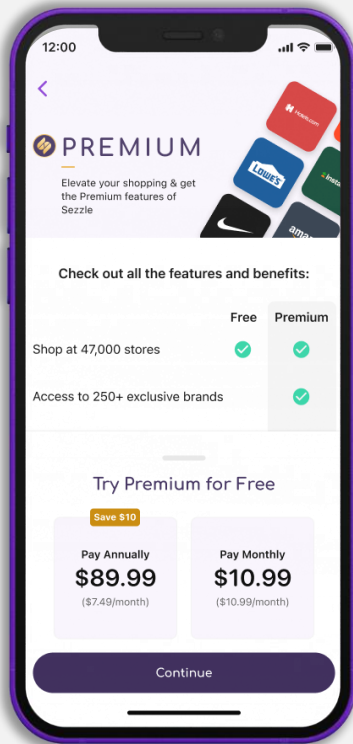 12:00
PREMIUM
Elevate your shopping & get
the Premium features of
Sezzle
Hotels.com
LOWE'S
Check out all the features and benefits:
Free Premium
Shop at 47,000 stores
Access to 250+ exclusive brands
Try Premium for Free
Save $10
Pay Annually
$89.99
($7.49/month)
Pay Monthly
$10.99
($10.99/month)
Continue